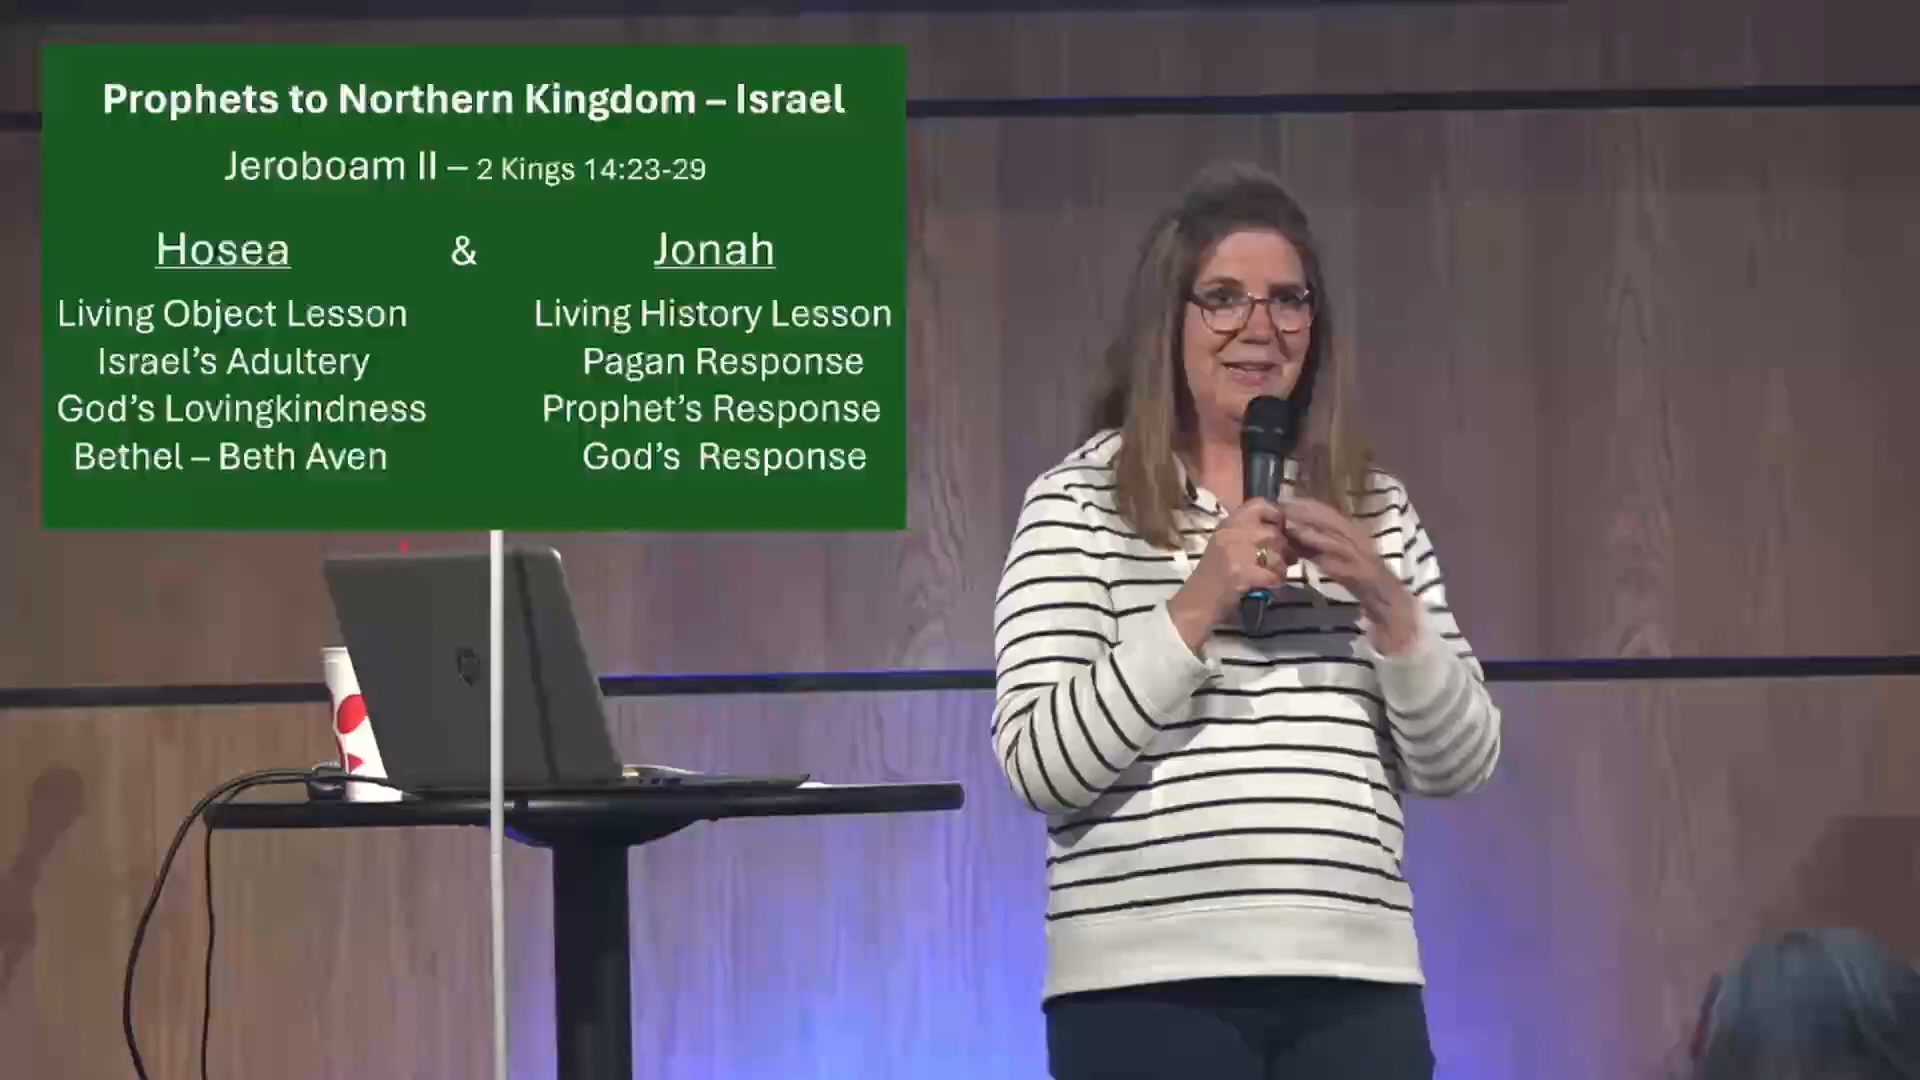 Prophets to Northern Kingdom – Israel
Jeroboam II – 2 Kings 14:23-29
Hosea & Jonah
Living Object Lesson Living History Lesson
Israel's Adultery Pagan Response
God's Lovingkindness Prophet's Response
Bethel – Beth Aven God's Response